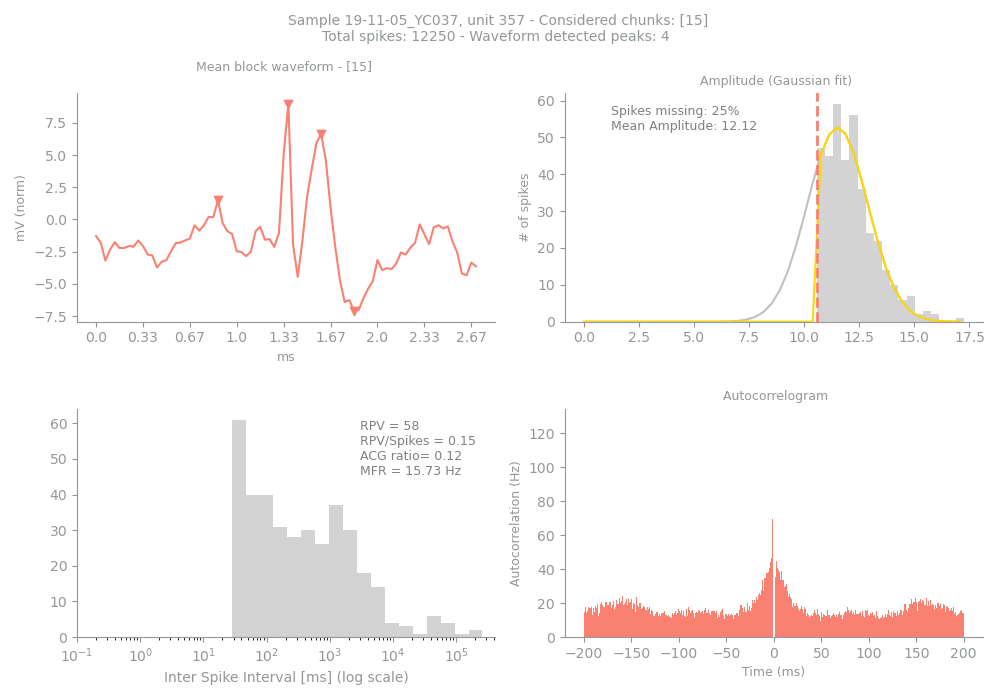 Sample 19-11-05_YC037, unit 357 - Considered chunks: [15]
Total spikes: 12250 - Waveform detected peaks: 4
Mean block waveform - [15]
7.5
5.0
2.5
0.0
−2.5
−5.0
−7.5
mV (norm)
0.0 0.33 0.67 1.0 1.33 1.67 2.0 2.33 2.67
ms
Amplitude (Gaussian fit)
Spikes missing: 25%
Mean Amplitude: 12.12
60
50
40
30
20
10
0
# of spikes
0.0 2.5 5.0 7.5 10.0 12.5 15.0 17.5
RPV = 58
RPV/Spikes = 0.15
ACG ratio= 0.12
MFR = 15.73 Hz
60
50
40
30
20
10
0
10⁻¹ 10⁰ 10¹ 10² 10³ 10⁴ 10⁵
Inter Spike Interval [ms] (log scale)
Autocorrelogram
120
100
80
60
40
20
0
Autocorrelation (Hz)
−200 −150 −100 −50 0 50 100 150 200
Time (ms)